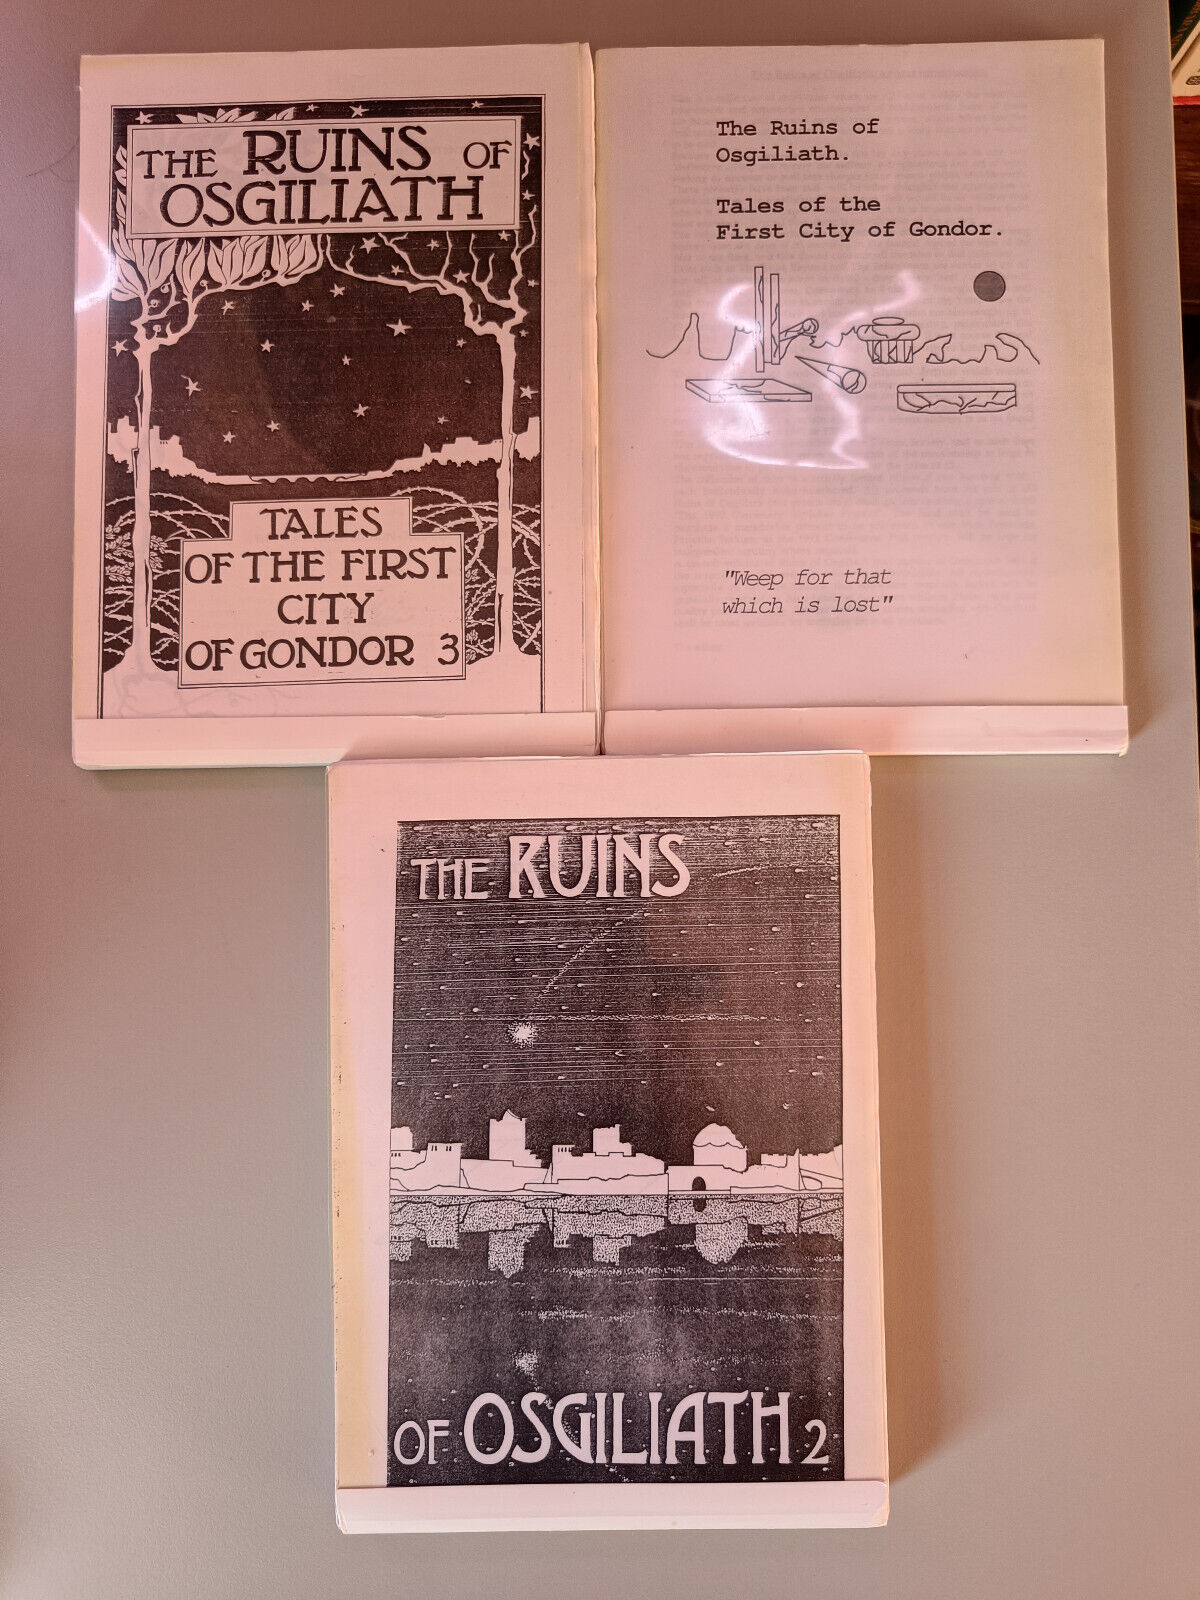 THE RUINS OF
OSGILIATH
TALES
OF THE FIRST
CITY
OF GONDOR 3
The Ruins of
Osgiliath.
Tales of the
First City of Gondor.
"Weep for that
which is lost"
THE RUINS
OF OSGILIATH 2